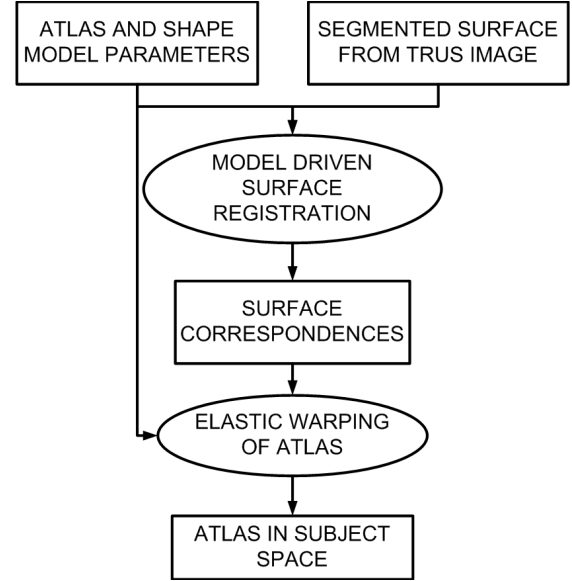 ATLAS AND SHAPE
MODEL PARAMETERS
SEGMENTED SURFACE
FROM TRUS IMAGE
MODEL DRIVEN
SURFACE
REGISTRATION
SURFACE
CORRESPONDENCES
ELASTIC WARPING
OF ATLAS
ATLAS IN SUBJECT
SPACE